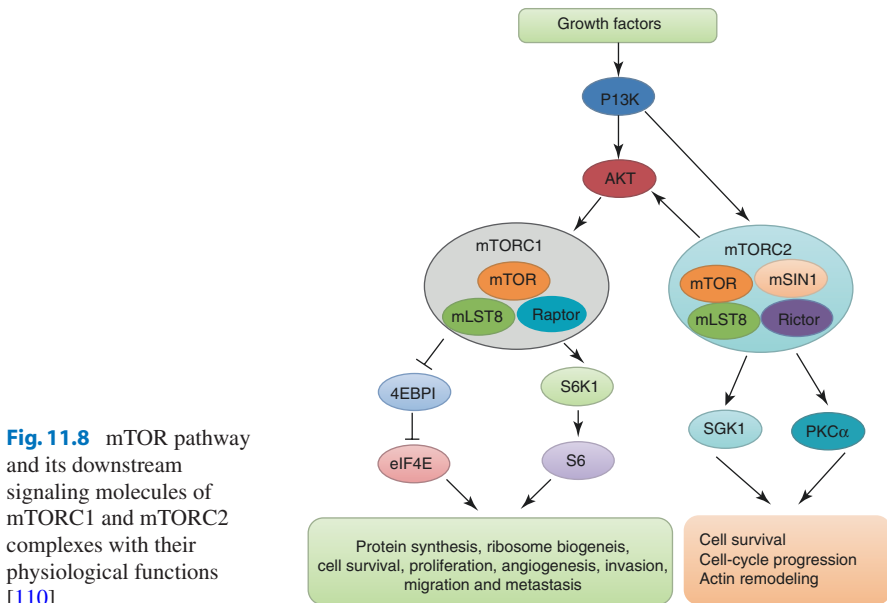 Growth factors
P13K
AKT
mTORC1
mTOR
mLST8
Raptor
mTORC2
mTOR
mSIN1
mLST8
Rictor
4EBPI
S6K1
SGK1
PKCα
eIF4E
S6
Protein synthesis, ribosome biogeneis,
cell survival, proliferation, angiogenesis, invasion,
migration and metastasis
Cell survival
Cell-cycle progression
Actin remodeling
Fig. 11.8 mTOR pathway
and its downstream
signaling molecules of
mTORC1 and mTORC2
complexes with their
physiological functions
[110]